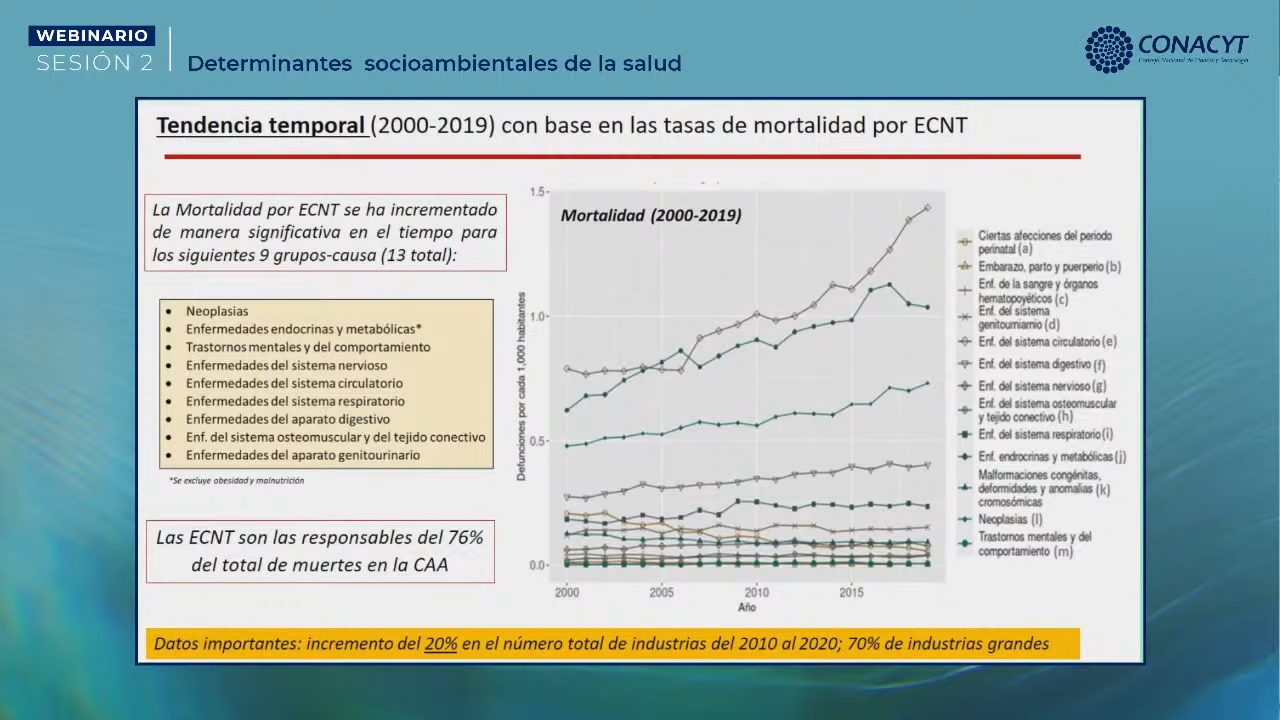 WEBINARIO
SESIÓN 2
Determinantes socioambientales de la salud
CONACYT
Consejo Nacional de Ciencia y Tecnología
Tendencia temporal (2000-2019) con base en las tasas de mortalidad por ECNT
La Mortalidad por ECNT se ha incrementado
de manera significativa en el tiempo para
los siguientes 9 grupos-causa (13 total):
• Neoplasias
• Enfermedades endocrinas y metabólicas*
• Trastornos mentales y del comportamiento
• Enfermedades del sistema nervioso
• Enfermedades del sistema circulatorio
• Enfermedades del sistema respiratorio
• Enfermedades del aparato digestivo
• Enf. del sistema osteomuscular y del tejido conectivo
• Enfermedades del aparato genitourinario
*Se excluye obesidad y malnutrición
Las ECNT son las responsables del 76%
del total de muertes en la CAA
Mortalidad (2000-2019)
Defunciones por cada 1,000 habitantes
1.5
1.0
0.5
0.0
2000 2005 2010 2015
Año
Ciertas afecciones del periodo
perinatal (a)
Embarazo, parto y puerperio (b)
Enf. de la sangre y órganos
hematopoyéticos (c)
Enf. del sistema
genitourniamio (d)
Enf. del sistema circulatorio (e)
Enf. del sistema digestivo (f)
Enf. del sistema nervioso (g)
Enf. del sistema osteomuscular
y tejido conectivo (h)
Enf. del sistema respiratorio (i)
Enf. endocrinas y metabólicas (j)
Malformaciones congénitas,
deformidades y anomalias (k)
cromosómicas
Neoplasias (l)
Trastornos mentales y del
comportamiento (m)
Datos importantes: incremento del 20% en el número total de industrias del 2010 al 2020; 70% de industrias grandes